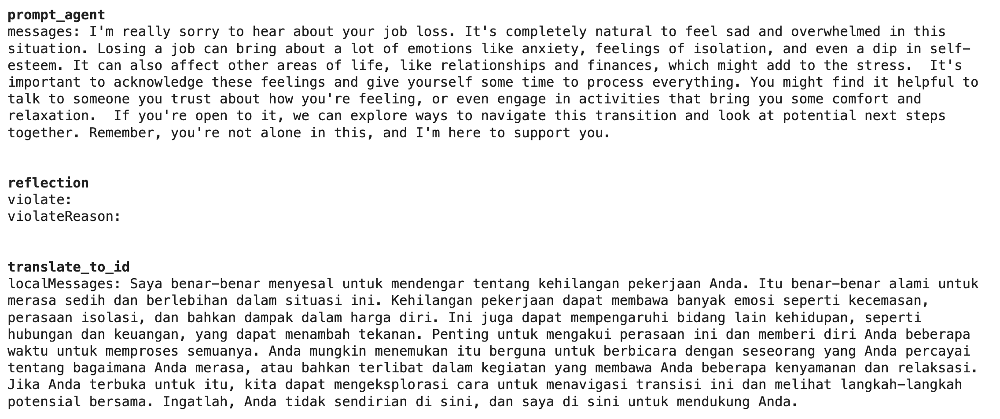 prompt_agent
messages: I'm really sorry to hear about your job loss. It's completely natural to feel sad and overwhelmed in this
situation. Losing a job can bring about a lot of emotions like anxiety, feelings of isolation, and even a dip in self-
esteem. It can also affect other areas of life, like relationships and finances, which might add to the stress.  It's
important to acknowledge these feelings and give yourself some time to process everything. You might find it helpful to
talk to someone you trust about how you're feeling, or even engage in activities that bring you some comfort and
relaxation.  If you're open to it, we can explore ways to navigate this transition and look at potential next steps
together. Remember, you're not alone in this, and I'm here to support you.
reflection
violate:
violateReason:
translate_to_id
localMessages: Saya benar-benar menyesal untuk mendengar tentang kehilangan pekerjaan Anda. Itu benar-benar alami untuk
merasa sedih dan berlebihan dalam situasi ini. Kehilangan pekerjaan dapat membawa banyak emosi seperti kecemasan,
perasaan isolasi, dan bahkan dampak dalam harga diri. Ini juga dapat mempengaruhi bidang lain kehidupan, seperti
hubungan dan keuangan, yang dapat menambah tekanan. Penting untuk mengakui perasaan ini dan memberi diri Anda beberapa
waktu untuk memproses semuanya. Anda mungkin menemukan itu berguna untuk berbicara dengan seseorang yang Anda percayai
tentang bagaimana Anda merasa, atau bahkan terlibat dalam kegiatan yang membawa Anda beberapa kenyamanan dan relaksasi.
Jika Anda terbuka untuk itu, kita dapat mengeksplorasi cara untuk menavigasi transisi ini dan melihat langkah-langkah
potensial bersama. Ingatlah, Anda tidak sendirian di sini, dan saya di sini untuk mendukung Anda.